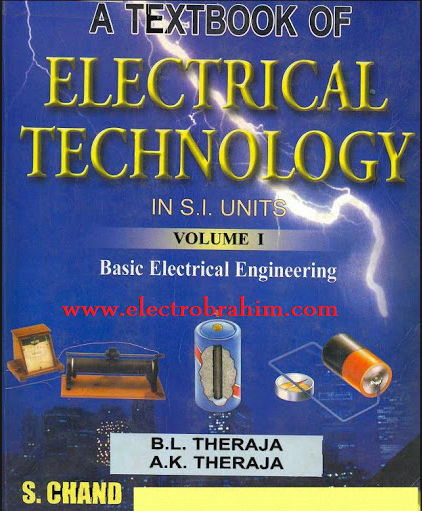 A TEXTBOOK OF
ELECTRICAL
TECHNOLOGY
IN S.I. UNITS
VOLUME I
Basic Electrical Engineering
www.electrobrahim.com
B.L. THERAJA
A.K. THERAJA
S. CHAND